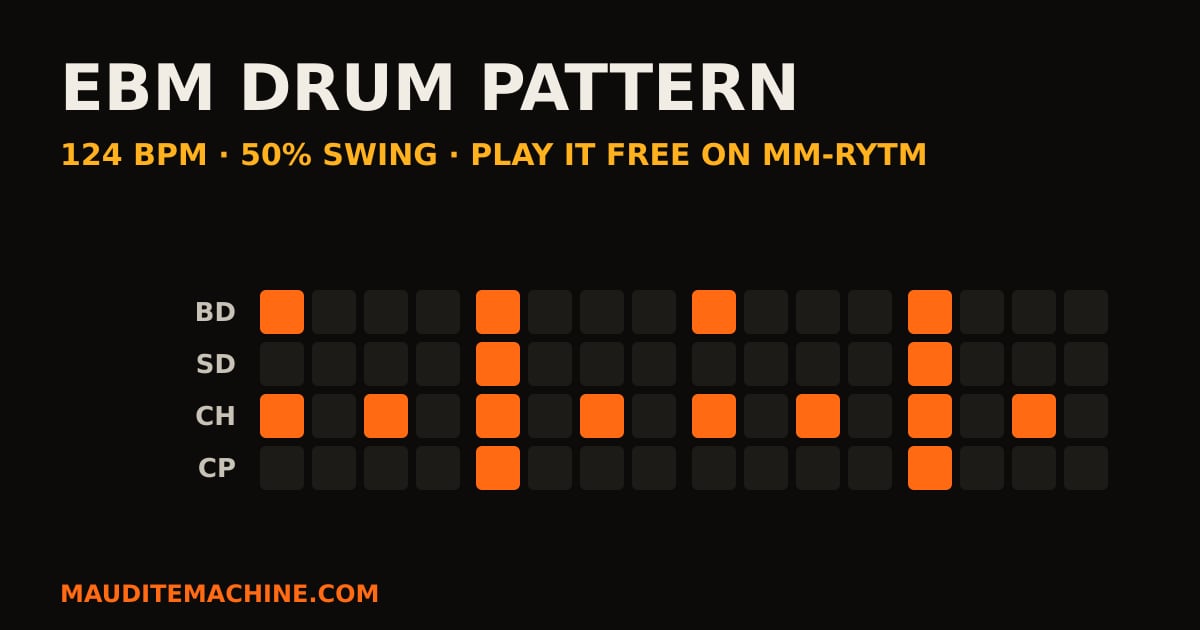 EBM DRUM PATTERN
124 BPM · 50% SWING · PLAY IT FREE ON MM-RYTM
BD
SD
CH
CP
MAUDITEMACHINE.COM